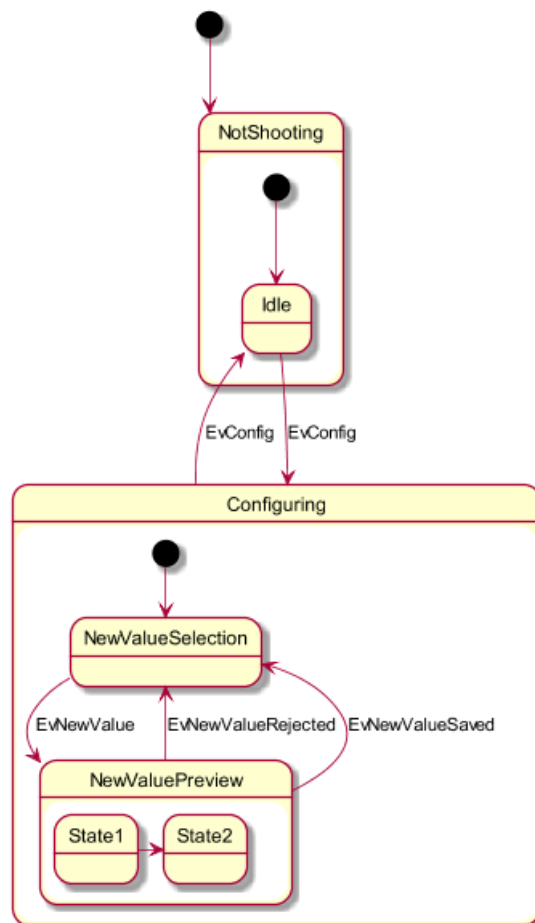 NotShooting
Idle
EvConfig EvConfig
Configuring
NewValueSelection
EvNewValue EvNewValueRejected EvNewValueSaved
NewValuePreview
State1 State2